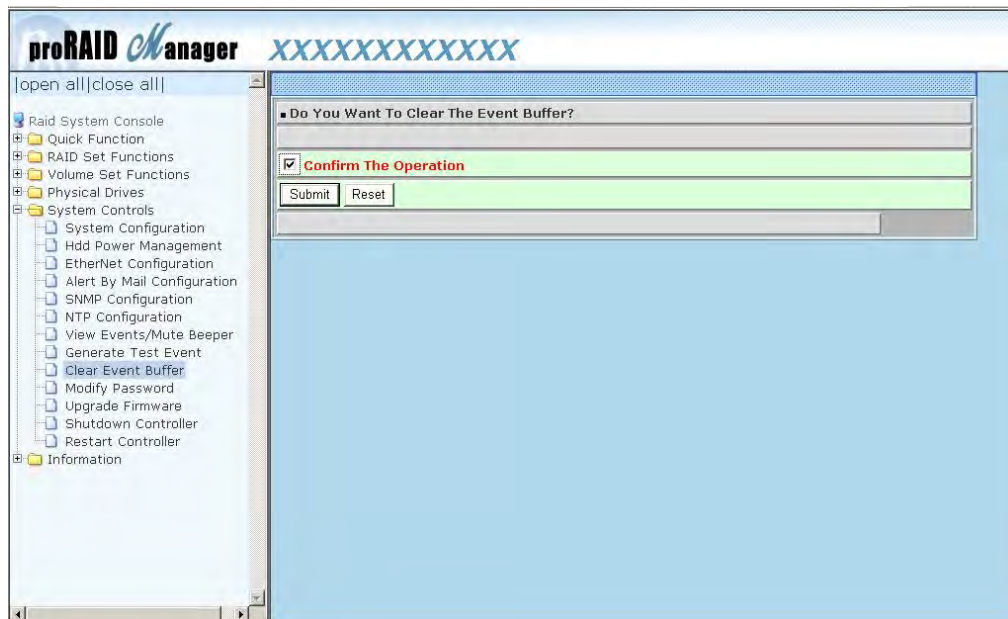 proRAID Manager XXXXXXXXXXXX
|open all|close all|
Raid System Console
Quick Function
RAID Set Functions
Volume Set Functions
Physical Drives
System Controls
System Configuration
Hdd Power Management
EtherNet Configuration
Alert By Mail Configuration
SNMP Configuration
NTP Configuration
View Events/Mute Beeper
Generate Test Event
Clear Event Buffer
Modify Password
Upgrade Firmware
Shutdown Controller
Restart Controller
Information
Do You Want To Clear The Event Buffer?
Confirm The Operation
Submit Reset